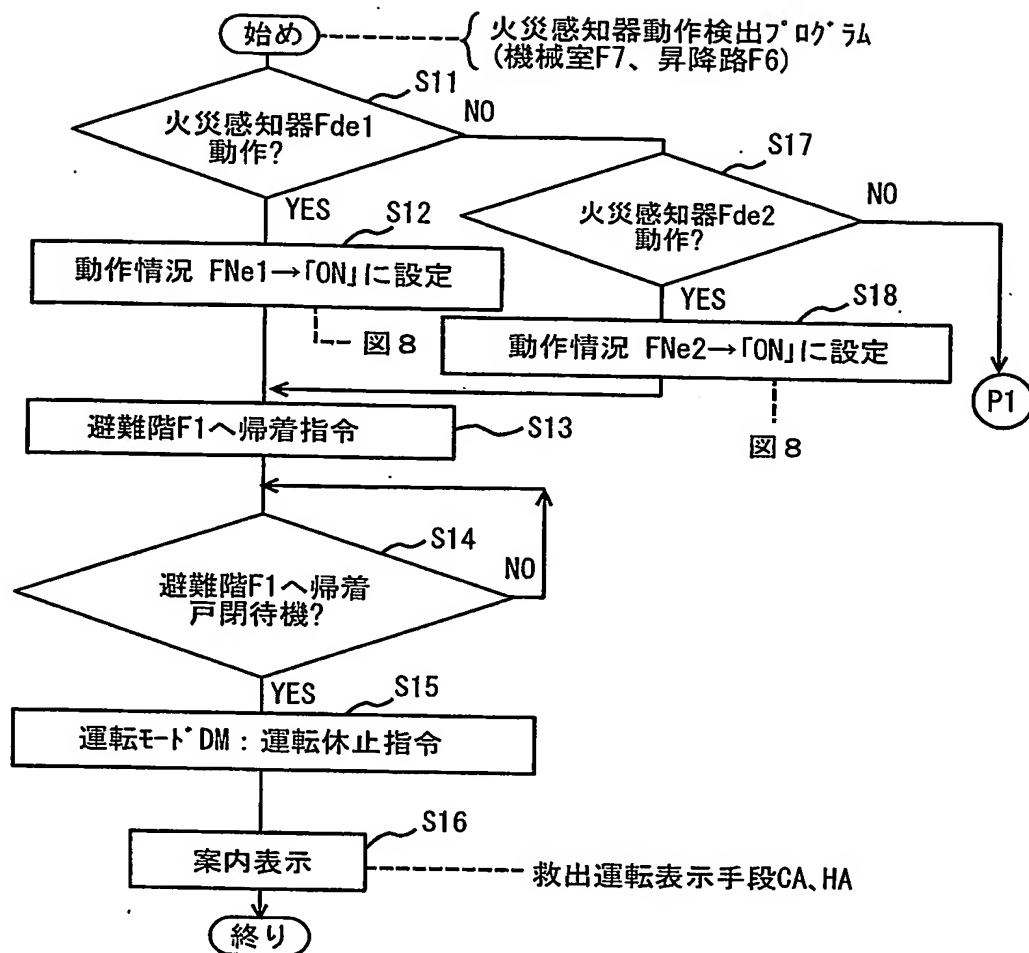 始め
火災感知器動作検出プログラム
(機械室F7、昇降路F6)
S11
火災感知器Fde1
動作?
NO
YES
S17
火災感知器Fde2
動作?
NO
YES
S12
動作情況 FNe1→「ON」に設定
図8
S18
動作情況 FNe2→「ON」に設定
図8
P1
避難階F1へ帰着指令
S13
S14
避難階F1へ帰着
戸閉待機?
NO
YES
S15
運転モードDM:運転休止指令
S16
案内表示
救出運転表示手段CA、HA
終り